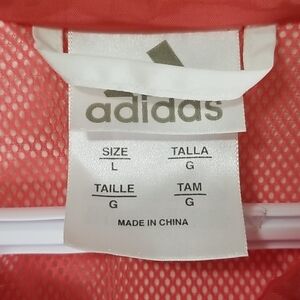 adidas
SIZE TALLA
L G
TAILLE TAM
G G
MADE IN CHINA